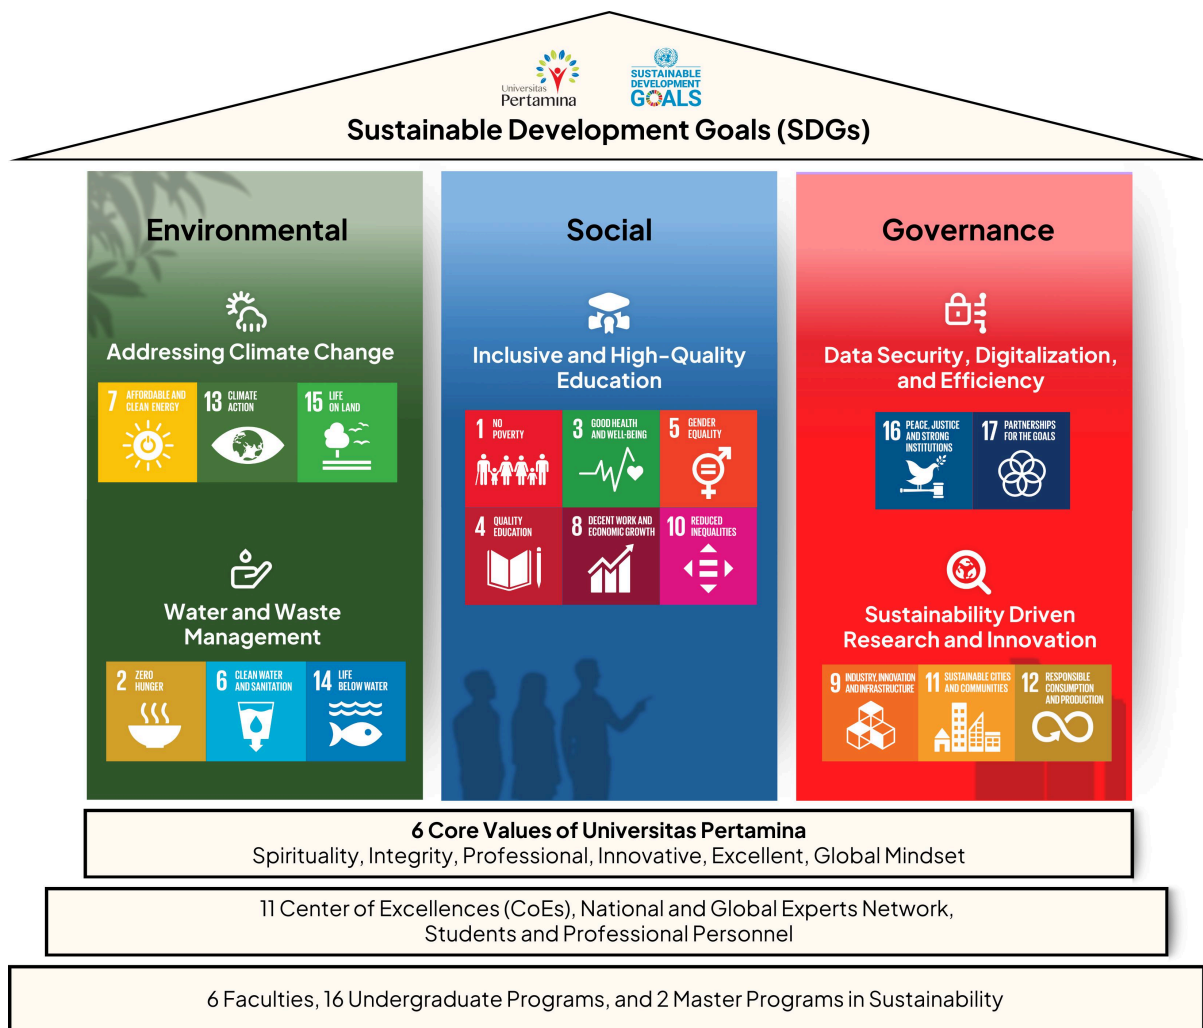 Universitas
Pertamina
SUSTAINABLE
DEVELOPMENT
GOALS
Sustainable Development Goals (SDGs)
Environmental
Addressing Climate Change
7 AFFORDABLE AND
CLEAN ENERGY
13 CLIMATE
ACTION
15 LIFE
ON LAND
Water and Waste
Management
2 ZERO
HUNGER
6 CLEAN WATER
AND SANITATION
14 LIFE
BELOW WATER
Social
Inclusive and High-Quality
Education
1 NO
POVERTY
3 GOOD HEALTH
AND WELL-BEING
5 GENDER
EQUALITY
4 QUALITY
EDUCATION
8 DECENT WORK AND
ECONOMIC GROWTH
10 REDUCED
INEQUALITIES
Governance
Data Security, Digitalization,
and Efficiency
16 PEACE, JUSTICE
AND STRONG
INSTITUTIONS
17 PARTNERSHIPS
FOR THE GOALS
Sustainability Driven
Research and Innovation
9 INDUSTRY, INNOVATION
AND INFRASTRUCTURE
11 SUSTAINABLE CITIES
AND COMMUNITIES
12 RESPONSIBLE
CONSUMPTION
AND PRODUCTION
6 Core Values of Universitas Pertamina
Spirituality, Integrity, Professional, Innovative, Excellent, Global Mindset
11 Center of Excellences (CoEs), National and Global Experts Network,
Students and Professional Personnel
6 Faculties, 16 Undergraduate Programs, and 2 Master Programs in Sustainability